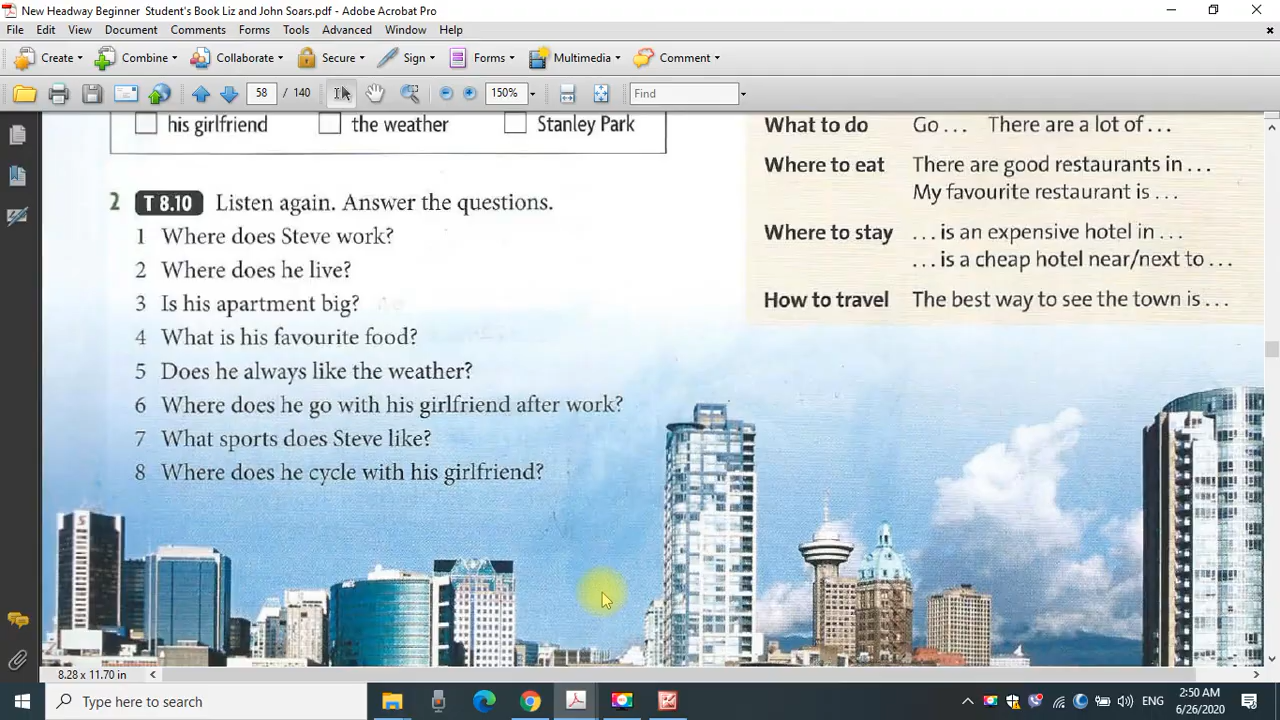 New Headway Beginner Student's Book Liz and John Soars.pdf - Adobe Acrobat Pro
File Edit View Document Comments Forms Tools Advanced Window Help
Create Combine Collaborate Secure Sign Forms Multimedia Comment
58 / 140 150% Find
his girlfriend the weather Stanley Park
What to do Go . . . There are a lot of . . .
Where to eat There are good restaurants in . . .
My favourite restaurant is . . .
Where to stay . . . is an expensive hotel in . . .
. . . is a cheap hotel near/next to . . .
How to travel The best way to see the town is . . .
2 T 8.10 Listen again. Answer the questions.
1 Where does Steve work?
2 Where does he live?
3 Is his apartment big?
4 What is his favourite food?
5 Does he always like the weather?
6 Where does he go with his girlfriend after work?
7 What sports does Steve like?
8 Where does he cycle with his girlfriend?
8.28 x 11.70 in
Type here to search
ENG
2:50 AM
6/26/2020